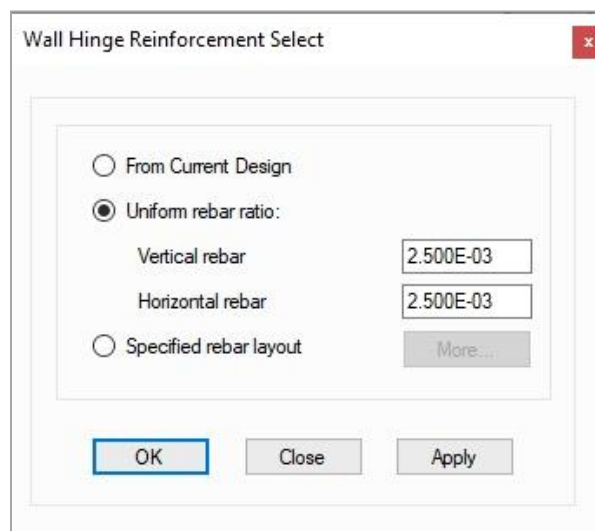 Wall Hinge Reinforcement Select
x
From Current Design
Uniform rebar ratio:
Vertical rebar 2.500E-03
Horizontal rebar 2.500E-03
Specified rebar layout More...
OK Close Apply